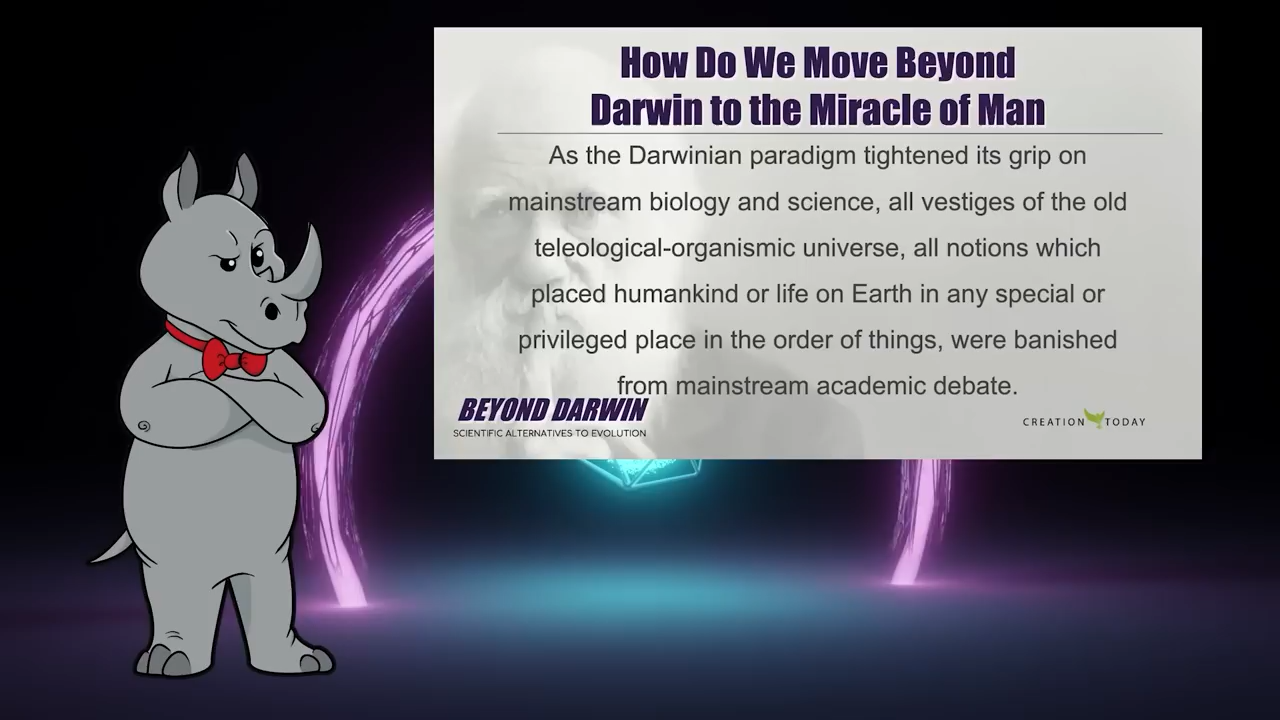 How Do We Move Beyond
Darwin to the Miracle of Man
As the Darwinian paradigm tightened its grip on
mainstream biology and science, all vestiges of the old
teleological-organismic universe, all notions which
placed humankind or life on Earth in any special or
privileged place in the order of things, were banished
from mainstream academic debate.
BEYOND DARWIN
SCIENTIFIC ALTERNATIVES TO EVOLUTION
CREATION TODAY